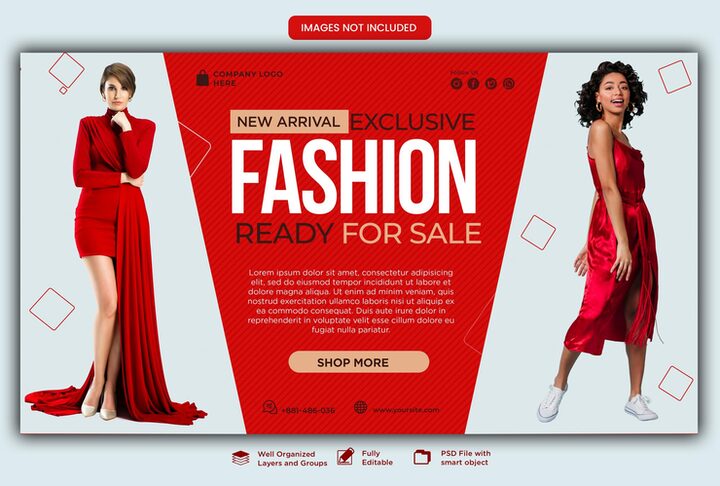 IMAGES NOT INCLUDED
COMPANY LOGO
HERE
Follow Us
NEW ARRIVAL EXCLUSIVE
FASHION
READY FOR SALE
Lorem ipsum dolor sit amet, consectetur
adipiscing elit, sed do eiusmod tempor incididunt ut
labore et dolore magna aliqua. Ut enim ad minim
veniam, quis nostrud exercitation ullamco laboris nisi
ut aliquip ex ea commodo consequat.
Duis aute irure dolor in
reprehenderit in voluptate velit esse cillum dolore eu
fugiat nulla pariatur.
SHOP MORE
+881-486-036
www.yoursite.com
Well Organized
Layers and Groups
Fully
Editable
PSD File with
smart object